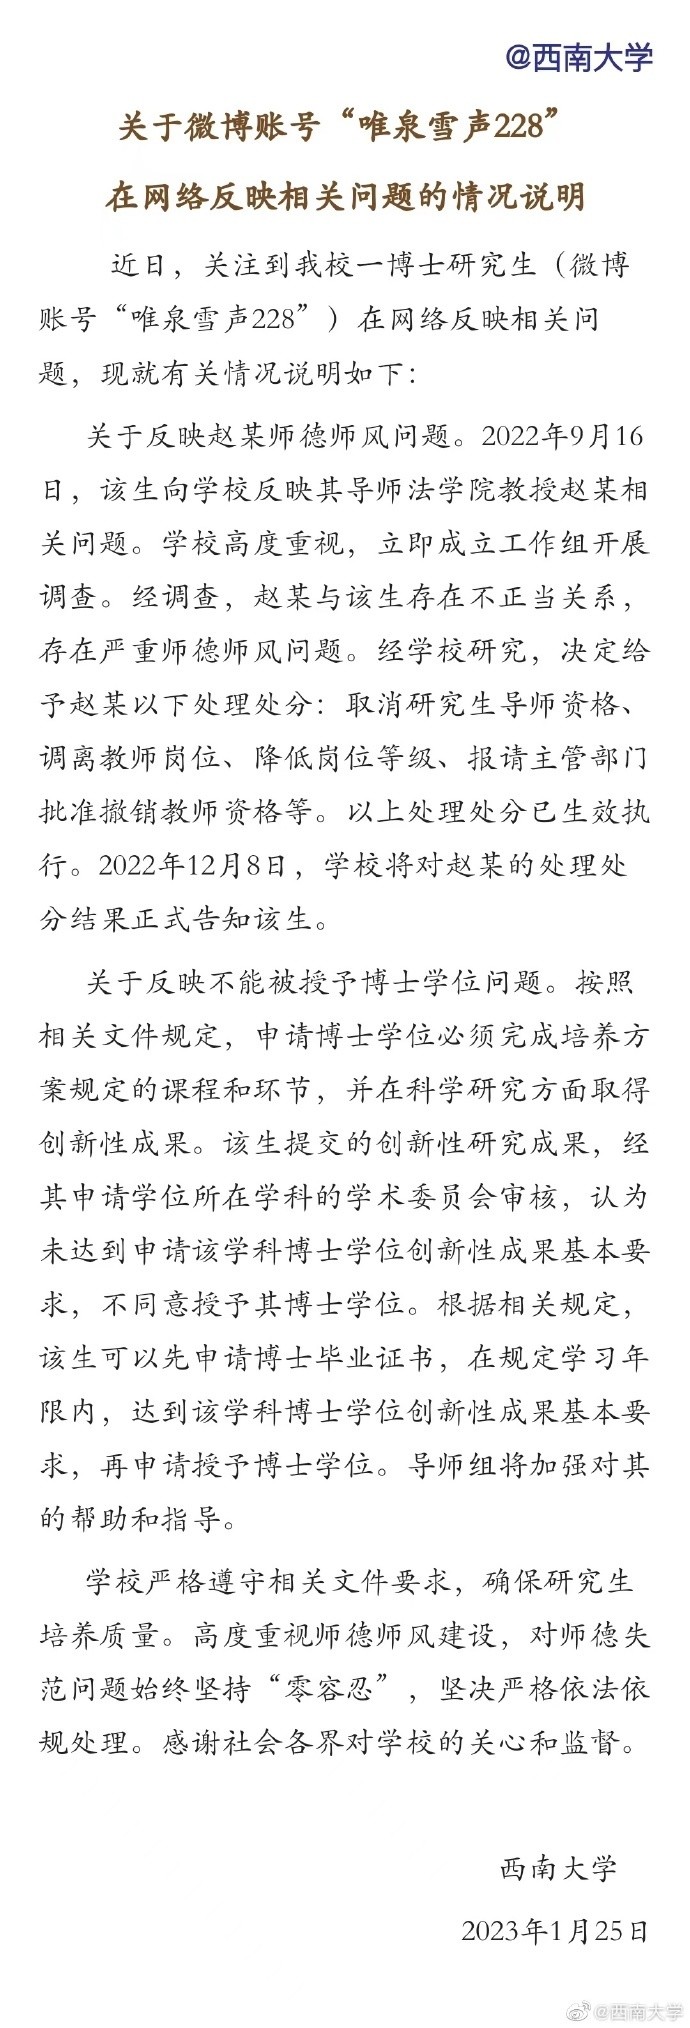 @西南大学
关于微博账号“唯泉雪声228”
在网络反映相关问题的情况说明
近日，关注到我校一博士研究生（微博
账号“唯泉雪声228”）在网络反映相关问
题，现就有关情况说明如下：
关于反映赵某师德师风问题。2022年9月16
日，该生向学校反映其导师法学院教授赵某相
关问题。学校高度重视，立即成立工作组开展
调查。经调查，赵某与该生存在不正当关系，
存在严重师德师风问题。经学校研究，决定给
予赵某以下处理处分：取消研究生导师资格、
调离教师岗位、降低岗位等级、报请主管部门
批准撤销教师资格等。以上处理处分已生效执
行。2022年12月8日，学校将对赵某的处理处
分结果正式告知该生。
关于反映不能被授予博士学位问题。按照
相关文件规定，申请博士学位必须完成培养方
案规定的课程和环节，并在科学研究方面取得
创新性成果。该生提交的创新性研究成果，经
其申请学位所在学科的学术委员会审核，认为
未达到申请该学科博士学位创新性成果基本要
求，不同意授予其博士学位。根据相关规定，
该生可以先申请博士毕业证书，在规定学习年
限内，达到该学科博士学位创新性成果基本要
求，再申请授予博士学位。导师组将加强对其
的帮助和指导。
学校严格遵守相关文件要求，确保研究生
培养质量。高度重视师德师风建设，对师德失
范问题始终坚持“零容忍”，坚决严格依法依
规处理。感谢社会各界对学校的关心和监督。
西南大学
2023年1月25日
@西南大学